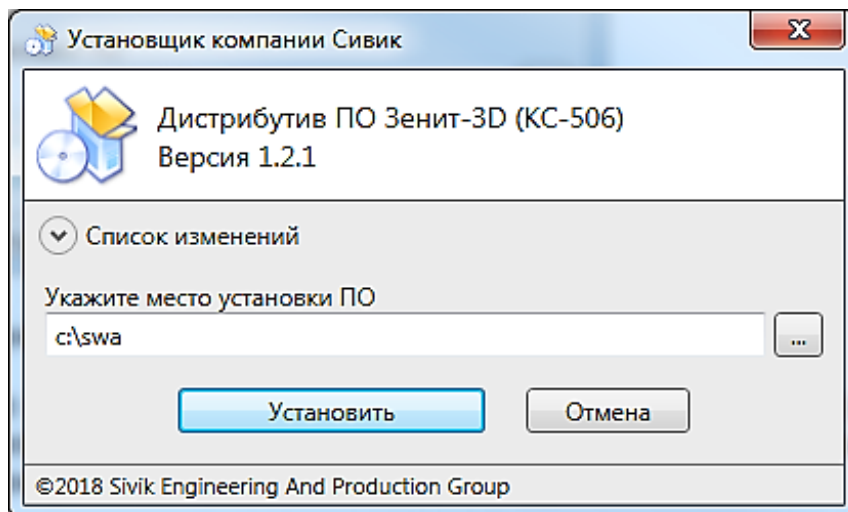 Установщик компании Сивик
Дистрибутив ПО Зенит-3D (КС-506)
Версия 1.2.1
Список изменений
Укажите место установки ПО
c:\swa
...
Установить
Отмена
©2018 Sivik Engineering And Production Group